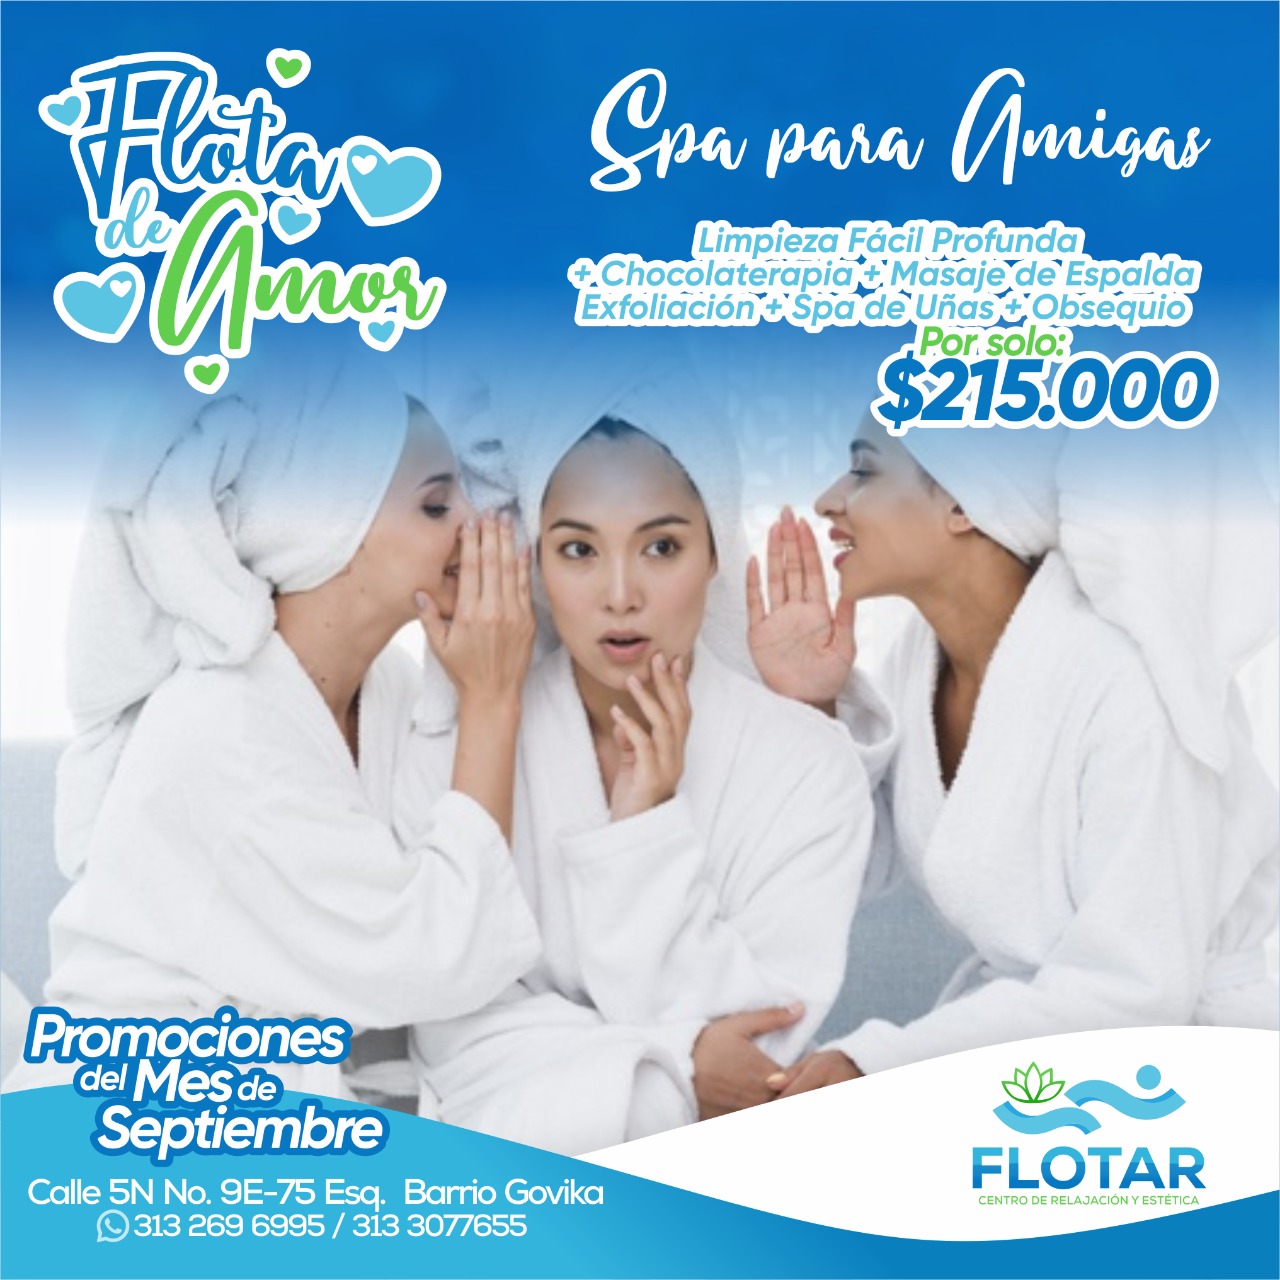 Flota
de Amor
Spa para Amigas
Limpieza Fácil Profunda
+ Chocolaterapia + Masaje de Espalda
Exfoliación + Spa de Uñas + Obsequio
Por solo:
$215.000
Promociones
del Mes de
Septiembre
Calle 5N No. 9E-75 Esq. Barrio Govika
313 269 6995 / 313 3077655
FLOTAR
CENTRO DE RELAJACIÓN Y ESTÉTICA